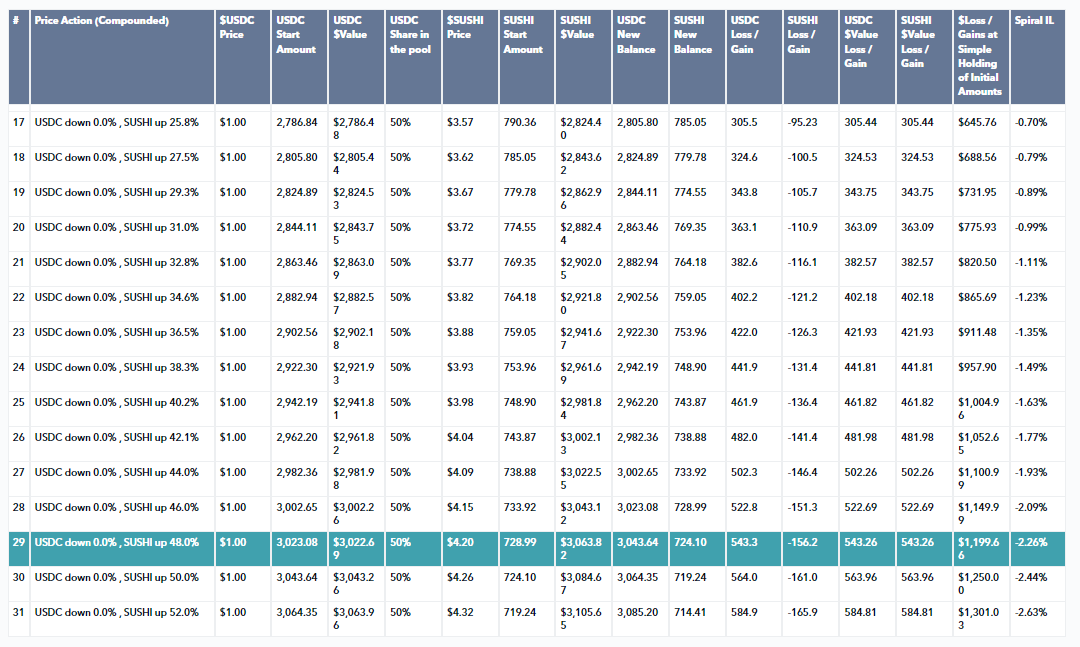 # Price Action (Compounded) $USDC Price USDC Start Amount USDC $Value USDC Share in the pool $SUSHI Price SUSHI Start Amount SUSHI $Value USDC New Balance SUSHI New Balance USDC Loss / Gain SUSHI Loss / Gain USDC $Value Loss / Gain SUSHI $Value Loss / Gain $Loss / Gains at Simple Holding of Initial Amounts Spiral IL
17 USDC down 0.0% , SUSHI up 25.8% $1.00 2,786.84 $2,786.48 50% $3.57 790.36 $2,824.40 2,805.80 785.05 305.5 -95.23 305.44 305.44 $645.76 -0.70%
18 USDC down 0.0% , SUSHI up 27.5% $1.00 2,805.80 $2,805.44 50% $3.62 785.05 $2,843.62 2,824.89 779.78 324.6 -100.5 324.53 324.53 $688.56 -0.79%
19 USDC down 0.0% , SUSHI up 29.3% $1.00 2,824.89 $2,824.53 50% $3.67 779.78 $2,862.96 2,844.11 774.55 343.8 -105.7 343.75 343.75 $731.95 -0.89%
20 USDC down 0.0% , SUSHI up 31.0% $1.00 2,844.11 $2,843.75 50% $3.72 774.55 $2,882.44 2,863.46 769.35 363.1 -110.9 363.09 363.09 $775.93 -0.99%
21 USDC down 0.0% , SUSHI up 32.8% $1.00 2,863.46 $2,863.09 50% $3.77 769.35 $2,902.05 2,882.94 764.18 382.6 -116.1 382.57 382.57 $820.50 -1.11%
22 USDC down 0.0% , SUSHI up 34.6% $1.00 2,882.94 $2,882.57 50% $3.82 764.18 $2,921.80 2,902.56 759.05 402.2 -121.2 402.18 402.18 $865.69 -1.23%
23 USDC down 0.0% , SUSHI up 36.5% $1.00 2,902.56 $2,902.18 50% $3.88 759.05 $2,941.67 2,922.30 753.96 422.0 -126.3 421.93 421.93 $911.48 -1.35%
24 USDC down 0.0% , SUSHI up 38.3% $1.00 2,922.30 $2,921.93 50% $3.93 753.96 $2,961.69 2,942.19 748.90 441.9 -131.4 441.81 441.81 $957.90 -1.49%
25 USDC down 0.0% , SUSHI up 40.2% $1.00 2,942.19 $2,941.81 50% $3.98 748.90 $2,981.84 2,962.20 743.87 461.9 -136.4 461.82 461.82 $1,004.96 -1.63%
26 USDC down 0.0% , SUSHI up 42.1% $1.00 2,962.20 $2,961.82 50% $4.04 743.87 $3,002.13 2,982.36 738.88 482.0 -141.4 481.98 481.98 $1,052.65 -1.77%
27 USDC down 0.0% , SUSHI up 44.0% $1.00 2,982.36 $2,981.98 50% $4.09 738.88 $3,022.55 3,002.65 733.92 502.3 -146.4 502.26 502.26 $1,100.99 -1.93%
28 USDC down 0.0% , SUSHI up 46.0% $1.00 3,002.65 $3,002.26 50% $4.15 733.92 $3,043.12 3,023.08 728.99 522.8 -151.3 522.69 522.69 $1,149.99 -2.09%
29 USDC down 0.0% , SUSHI up 48.0% $1.00 3,023.08 $3,022.69 50% $4.20 728.99 $3,063.82 3,043.64 724.10 543.3 -156.2 543.26 543.26 $1,199.66 -2.26%
30 USDC down 0.0% , SUSHI up 50.0% $1.00 3,043.64 $3,043.26 50% $4.26 724.10 $3,084.67 3,064.35 719.24 564.0 -161.0 563.96 563.96 $1,250.00 -2.44%
31 USDC down 0.0% , SUSHI up 52.0% $1.00 3,064.35 $3,063.96 50% $4.32 719.24 $3,105.65 3,085.20 714.41 584.9 -165.9 584.81 584.81 $1,301.03 -2.63%